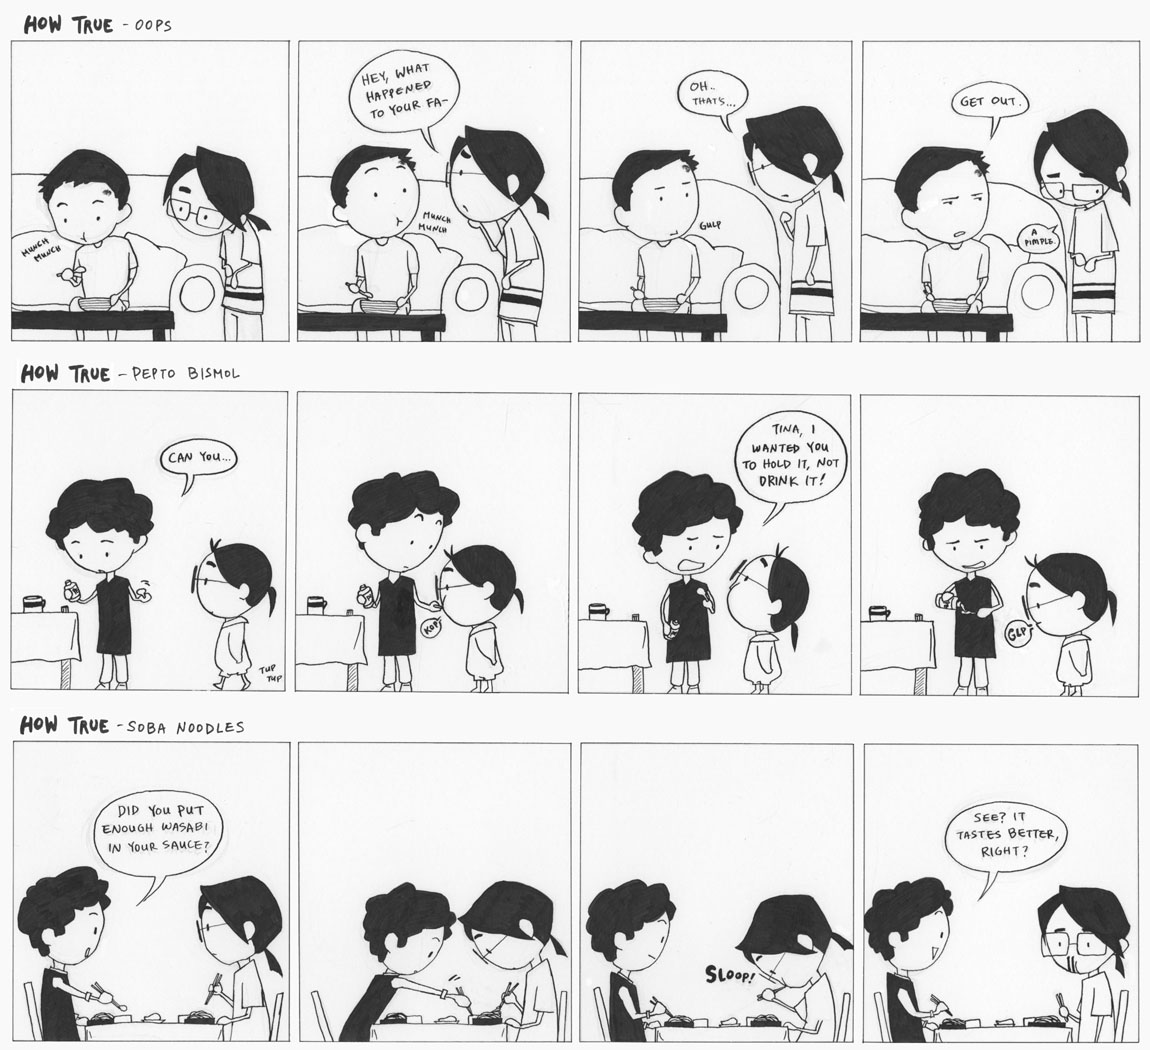 HOW TRUE - OOPS
MUNCH
MUNCH
HEY, WHAT
HAPPENED
TO YOUR FA-
MUNCH
MUNCH
OH..
THAT'S...
GULP
GET OUT.
A
PIMPLE.
HOW TRUE - PEPTO BISMOL
CAN YOU...
TUP
TUP
KOP
TINA, I
WANTED YOU
TO HOLD IT, NOT
DRINK IT!
GLP
HOW TRUE - SOBA NOODLES
DID YOU PUT
ENOUGH WASABI
IN YOUR SAUCE?
SLOOP!
SEE? IT
TASTES BETTER,
RIGHT?